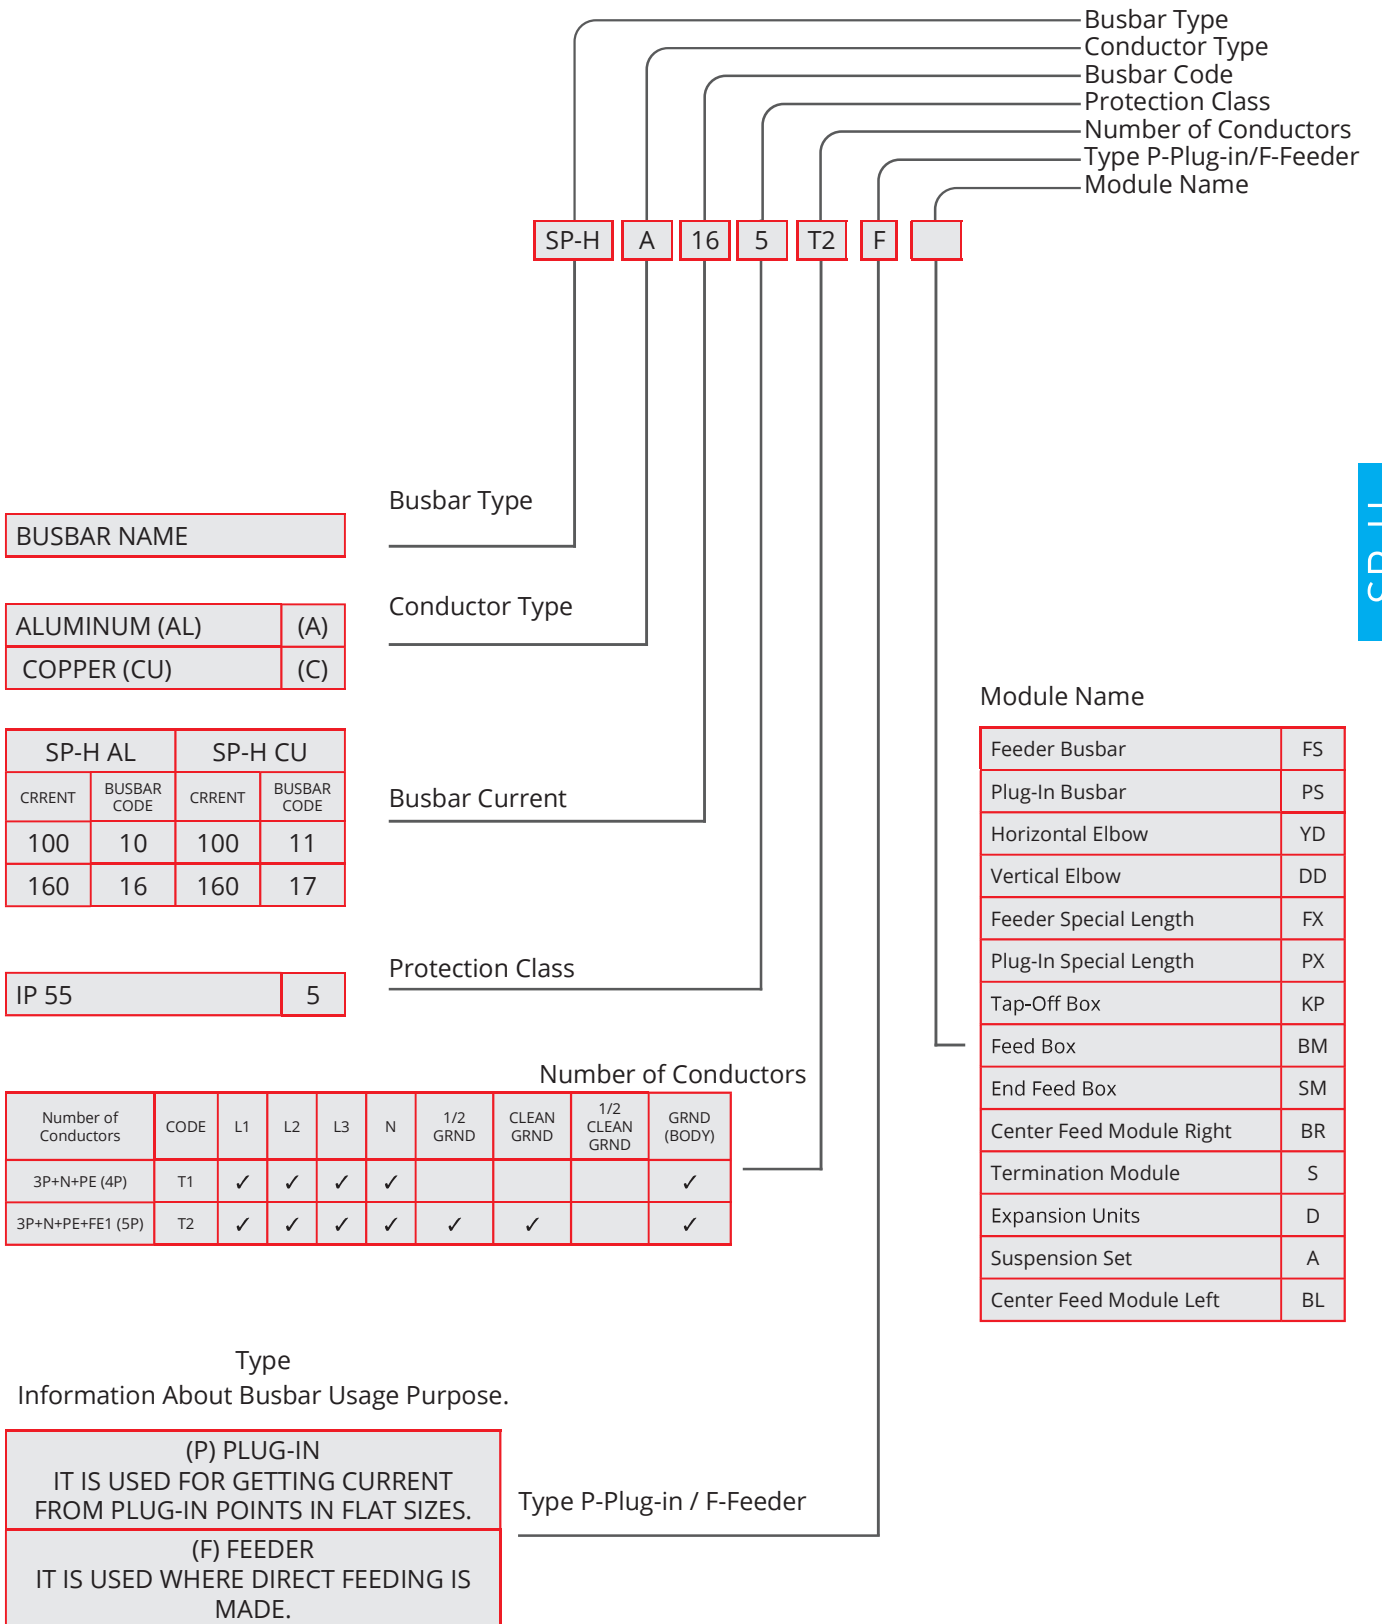 Busbar Type
Conductor Type
Busbar Code
Protection Class
Number of Conductors
Type P-Plug-in/F-Feeder
Module Name
SP-H A 16 5 T2 F
Busbar Type
BUSBAR NAME
Conductor Type
ALUMINUM (AL) (A)
COPPER (CU) (C)
SP-H AL SP-H CU
CRRENT BUSBAR CODE CRRENT BUSBAR CODE
100 10 100 11
160 16 160 17
Busbar Current
Protection Class
IP 55 5
Number of Conductors
Number of Conductors CODE L1 L2 L3 N 1/2 GRND CLEAN GRND 1/2 CLEAN GRND GRND (BODY)
3P+N+PE (4P) T1 ✓ ✓ ✓ ✓ ✓
3P+N+PE+FE1 (5P) T2 ✓ ✓ ✓ ✓ ✓ ✓ ✓
Type
Information About Busbar Usage Purpose.
(P) PLUG-IN
IT IS USED FOR GETTING CURRENT
FROM PLUG-IN POINTS IN FLAT SIZES.
(F) FEEDER
IT IS USED WHERE DIRECT FEEDING IS
MADE.
Type P-Plug-in / F-Feeder
Module Name
Feeder Busbar FS
Plug-In Busbar PS
Horizontal Elbow YD
Vertical Elbow DD
Feeder Special Length FX
Plug-In Special Length PX
Tap-Off Box KP
Feed Box BM
End Feed Box SM
Center Feed Module Right BR
Termination Module S
Expansion Units D
Suspension Set A
Center Feed Module Left BL